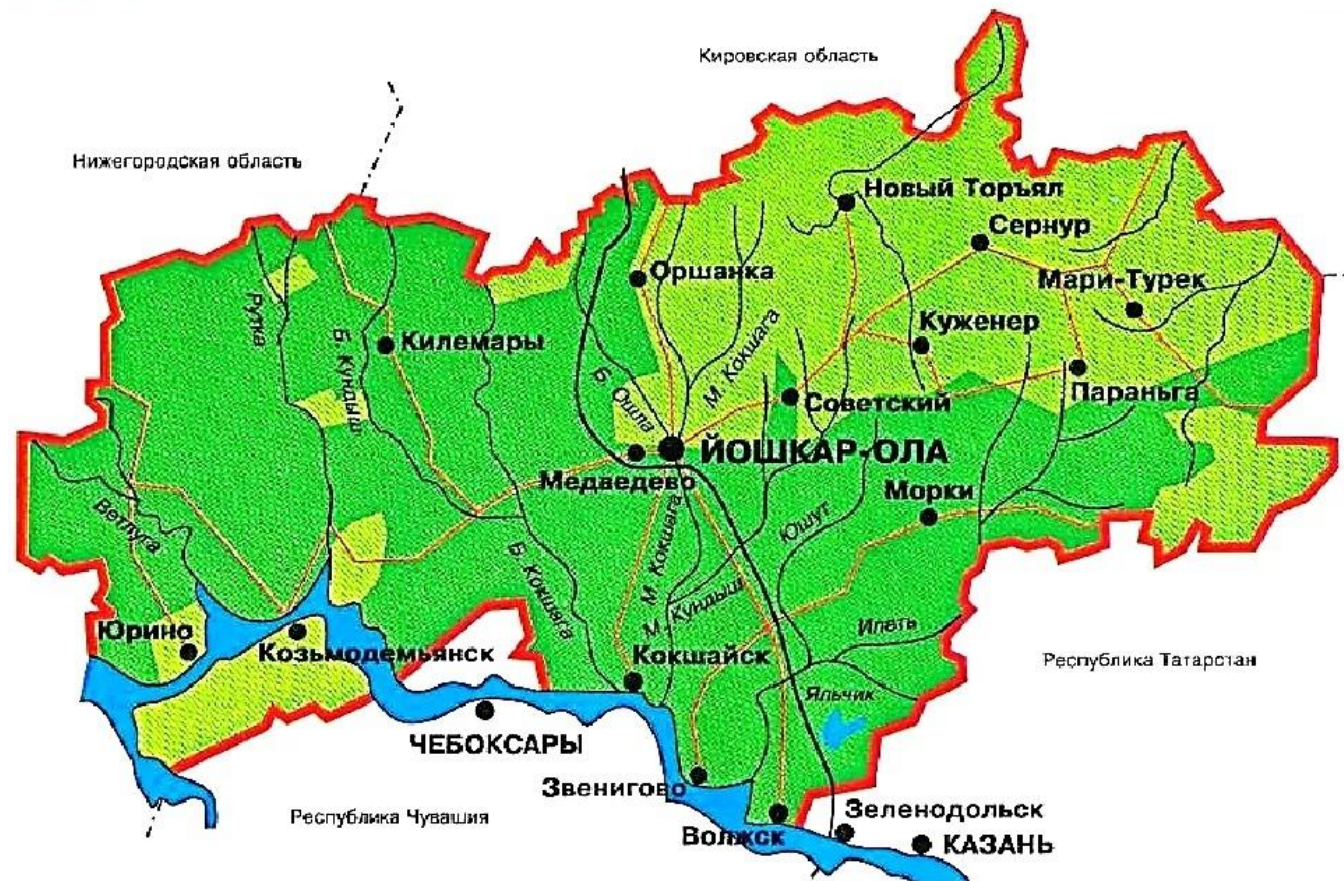 Кировская область
Нижегородская область
Новый Торъял
Сернур
Оршанка
Мари-Турек
Рутка
Б. Кундыш
Килемары
Б. Ошла
М. Кокшага
Куженер
Параньга
Советский
ЙОШКАР-ОЛА
Медведево
Морки
Ветлуга
Б. Кокшага
М. Кокшага
Юшут
М. Кундыш
Илеть
Юрино
Козьмодемьянск
Кокшайск
Республика Татарстан
Яльчик
ЧЕБОКСАРЫ
Звенигово
Республика Чувашия
Волжск
Зеленодольск
КАЗАНЬ